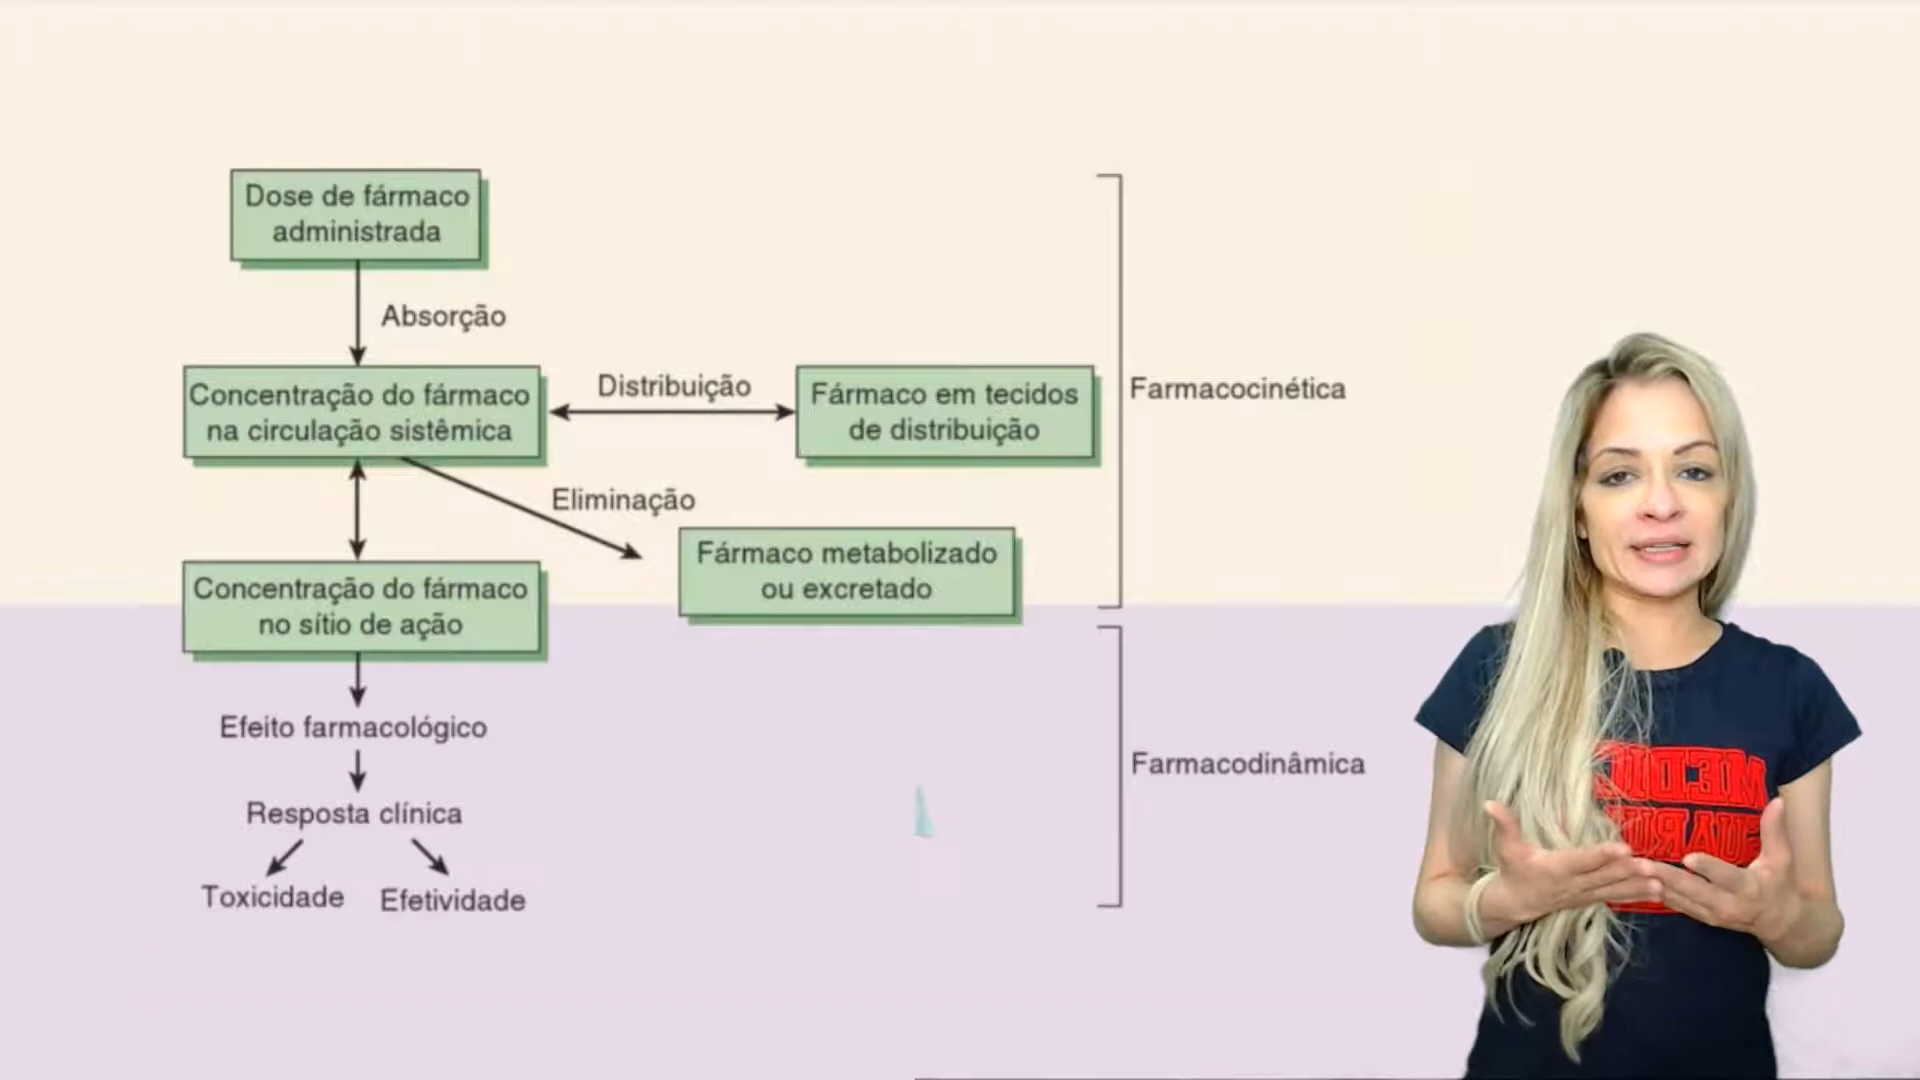 Dose de fármaco
administrada
Absorção
Concentração do fármaco
na circulação sistêmica
Distribuição
Fármaco em tecidos
de distribuição
Farmacocinética
Eliminação
Fármaco metabolizado
ou excretado
Concentração do fármaco
no sítio de ação
Efeito farmacológico
Resposta clínica
Toxicidade
Efetividade
Farmacodinâmica